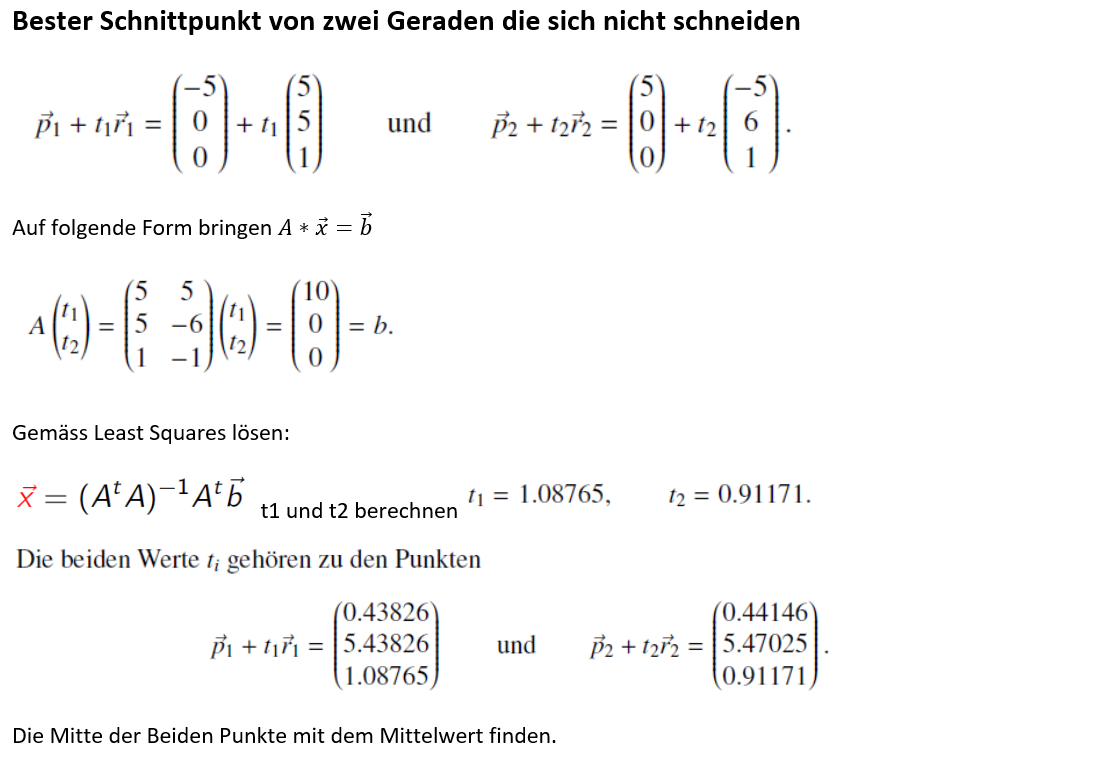 Bester Schnittpunkt von zwei Geraden die sich nicht schneiden
$\vec{p}_1 + t_1\vec{r}_1 = \begin{pmatrix} -5 \\ 0 \\ 0 \end{pmatrix} + t_1 \begin{pmatrix} 5 \\ 5 \\ 1 \end{pmatrix}$ und $\vec{p}_2 + t_2\vec{r}_2 = \begin{pmatrix} 5 \\ 0 \\ 0 \end{pmatrix} + t_2 \begin{pmatrix} -5 \\ 6 \\ 1 \end{pmatrix}.$
Auf folgende Form bringen $A * \vec{x} = \vec{b}$
$A \begin{pmatrix} t_1 \\ t_2 \end{pmatrix} = \begin{pmatrix} 5 & 5 \\ 5 & -6 \\ 1 & -1 \end{pmatrix} \begin{pmatrix} t_1 \\ t_2 \end{pmatrix} = \begin{pmatrix} 10 \\ 0 \\ 0 \end{pmatrix} = b.$
Gemäss Least Squares lösen:
$\vec{x} = (A^t A)^{-1} A^t \vec{b}$ t1 und t2 berechnen $t_1 = 1.08765, \quad t_2 = 0.91171.$
Die beiden Werte $t_i$ gehören zu den Punkten
$\vec{p}_1 + t_1\vec{r}_1 = \begin{pmatrix} 0.43826 \\ 5.43826 \\ 1.08765 \end{pmatrix}$ und $\vec{p}_2 + t_2\vec{r}_2 = \begin{pmatrix} 0.44146 \\ 5.47025 \\ 0.91171 \end{pmatrix}.$
Die Mitte der Beiden Punkte mit dem Mittelwert finden.